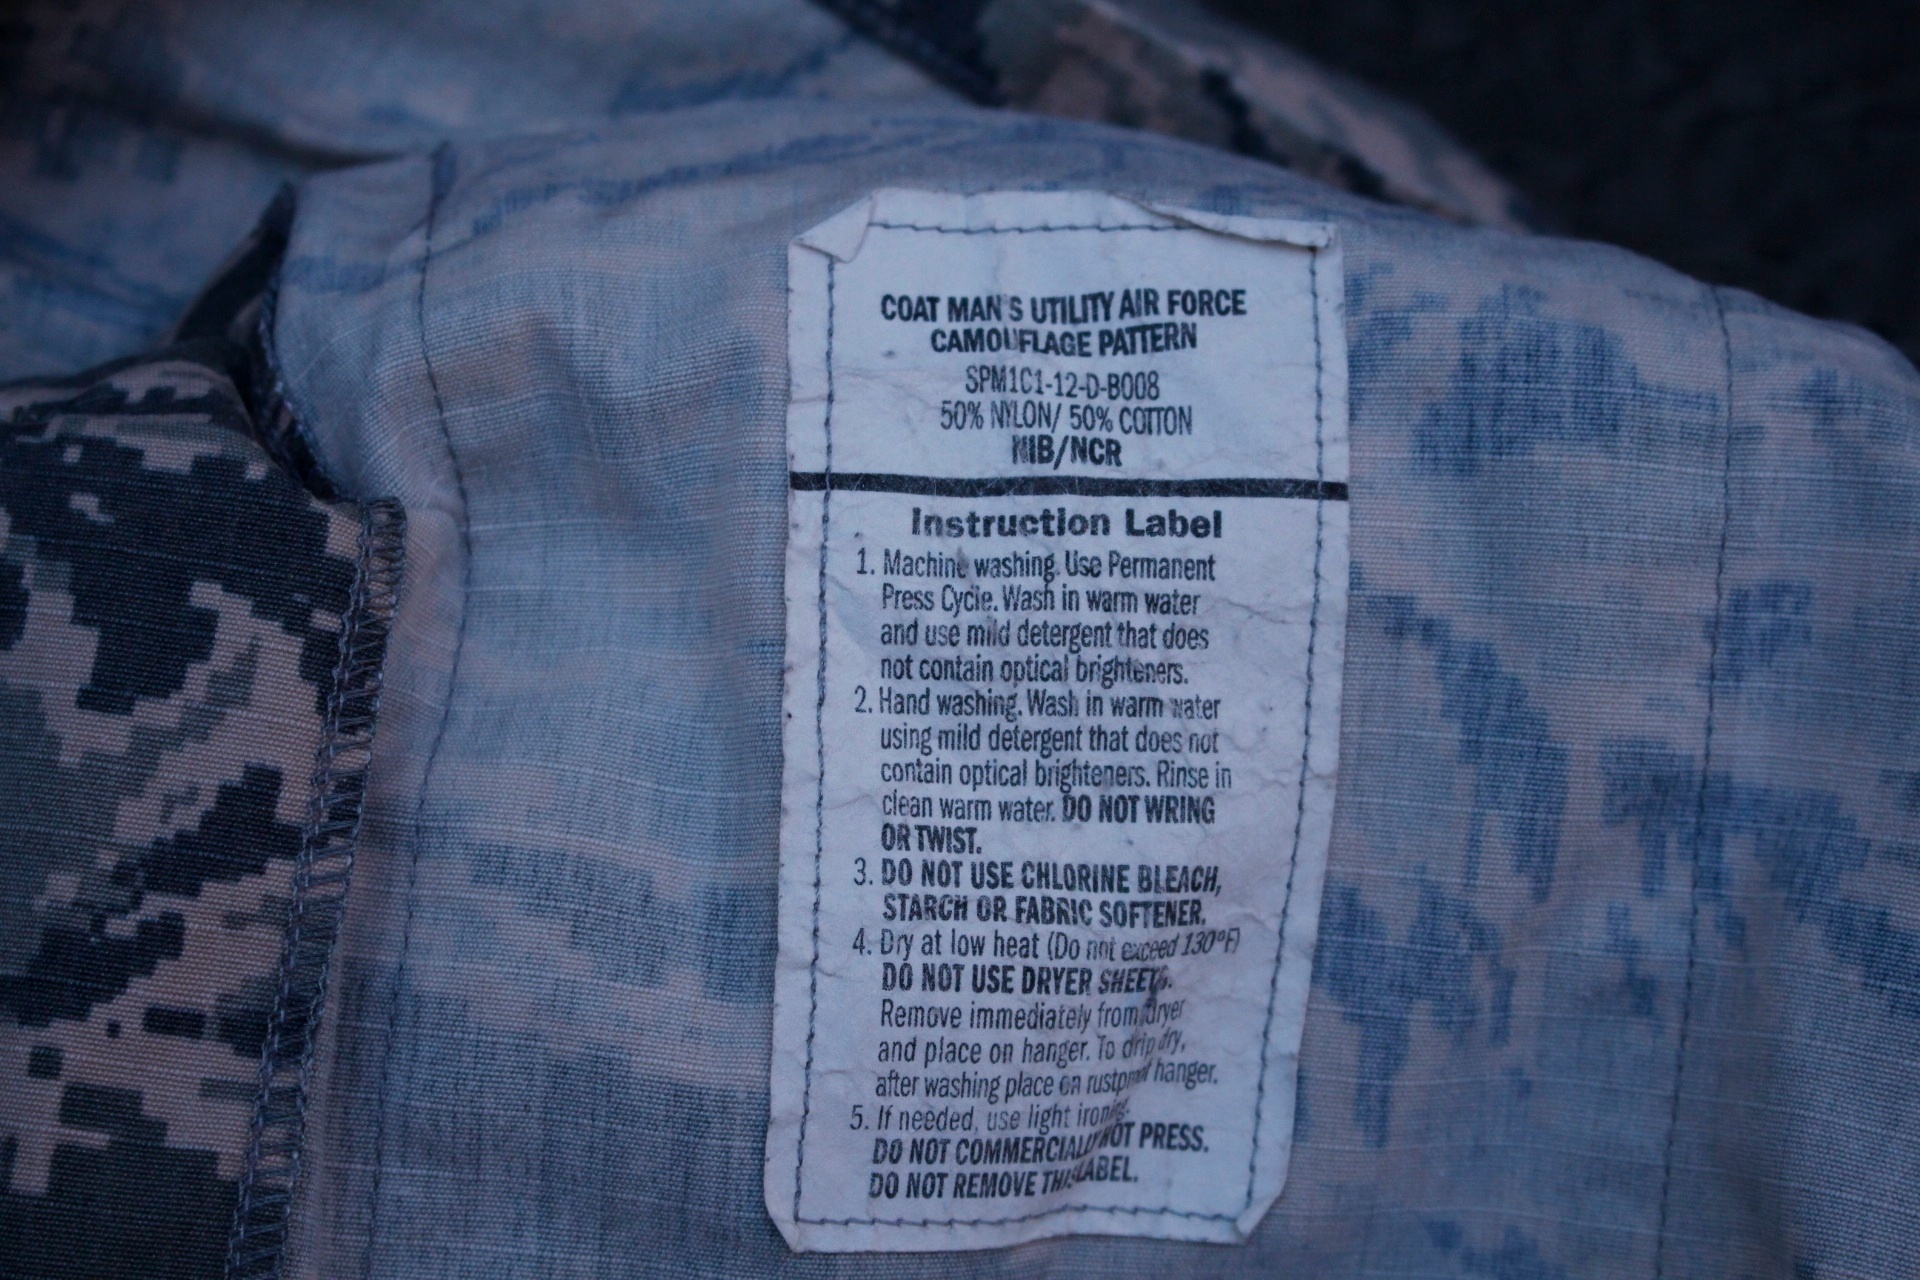 COAT MAN'S UTILITY AIR FORCE
CAMOUFLAGE PATTERN
SPM1C1-12-D-B008
50% NYLON/ 50% COTTON
NIB/NCR
Instruction Label
1. Machine washing. Use Permanent
Press Cycle. Wash in warm water
and use mild detergent that does
not contain optical brighteners.
2. Hand washing. Wash in warm water
using mild detergent that does not
contain optical brighteners. Rinse in
clean warm water. DO NOT WRING
OR TWIST.
3. DO NOT USE CHLORINE BLEACH,
STARCH OR FABRIC SOFTENER.
4. Dry at low heat (Do not exceed 130°F)
DO NOT USE DRYER SHEETS.
Remove immediately from dryer
and place on hanger. To drip dry,
after washing place on rustproof hanger.
5. If needed, use light ironing.
DO NOT COMMERCIALLY HOT PRESS.
DO NOT REMOVE THIS LABEL.